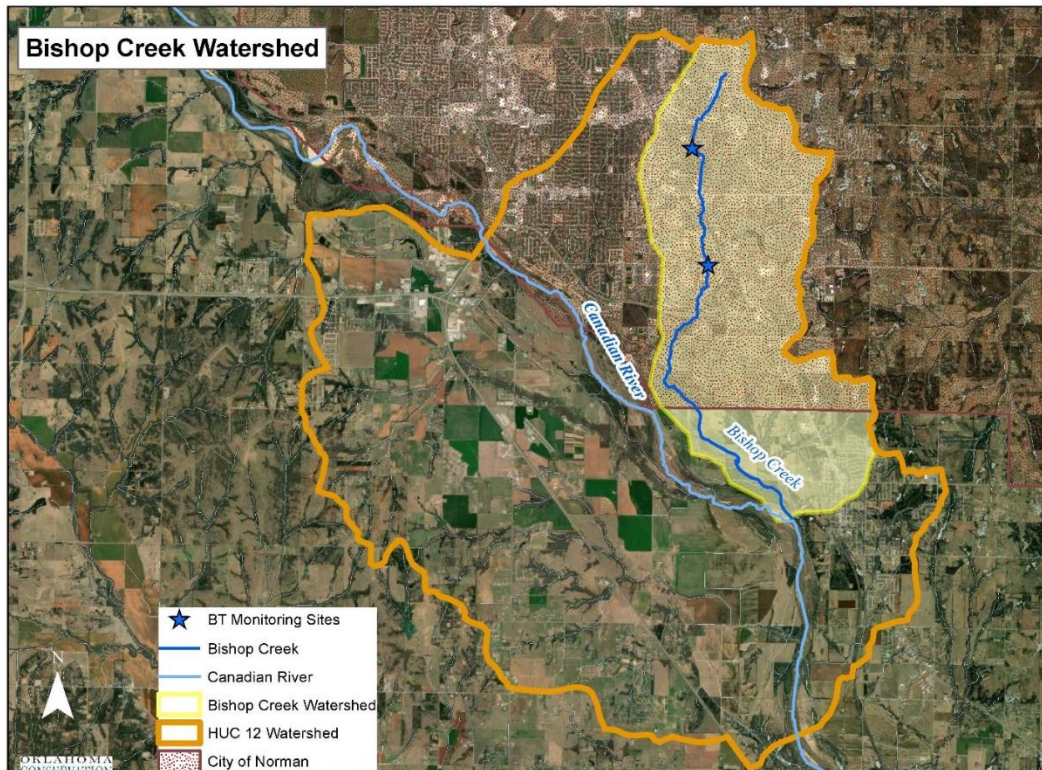 Bishop Creek Watershed
Canadian River
Bishop Creek
BT Monitoring Sites
Bishop Creek
Canadian River
Bishop Creek Watershed
HUC 12 Watershed
City of Norman
N
OKLAHOMA
CONSERVATION